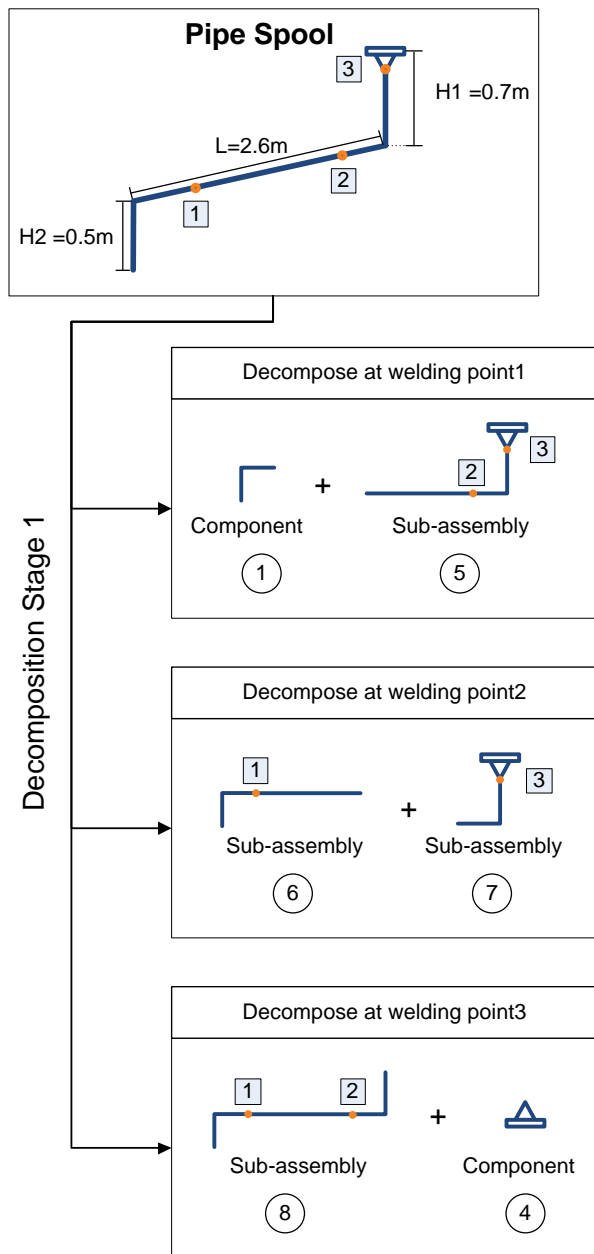 Pipe Spool
3
H1 =0.7m
L=2.6m
2
1
H2 =0.5m
Decomposition Stage 1
Decompose at welding point1
3
2
+
Component
Sub-assembly
1
5
Decompose at welding point2
1
3
+
Sub-assembly
Sub-assembly
6
7
Decompose at welding point3
1
2
+
Sub-assembly
Component
8
4